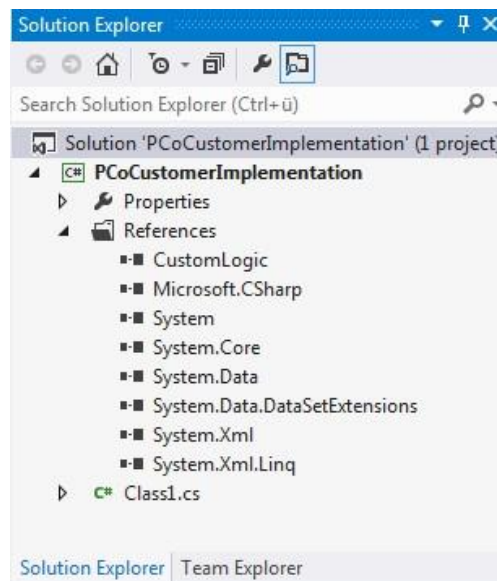 Solution Explorer
Search Solution Explorer (Ctrl+ü)
Solution 'PCoCustomerImplementation' (1 project)
C# PCoCustomerImplementation
Properties
References
CustomLogic
Microsoft.CSharp
System
System.Core
System.Data
System.Data.DataSetExtensions
System.Xml
System.Xml.Linq
C# Class1.cs
Solution Explorer Team Explorer